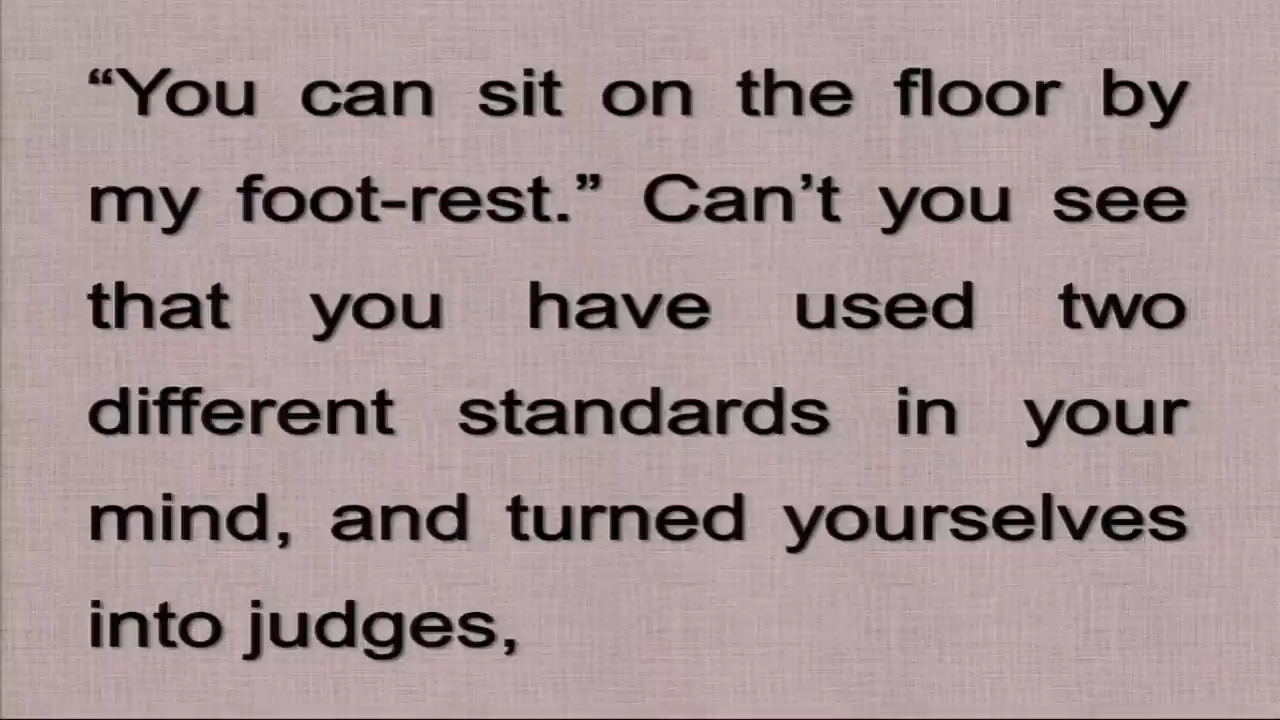 “You can sit on the floor by
my foot-rest.” Can’t you see
that you have used two
different standards in your
mind, and turned yourselves
into judges,